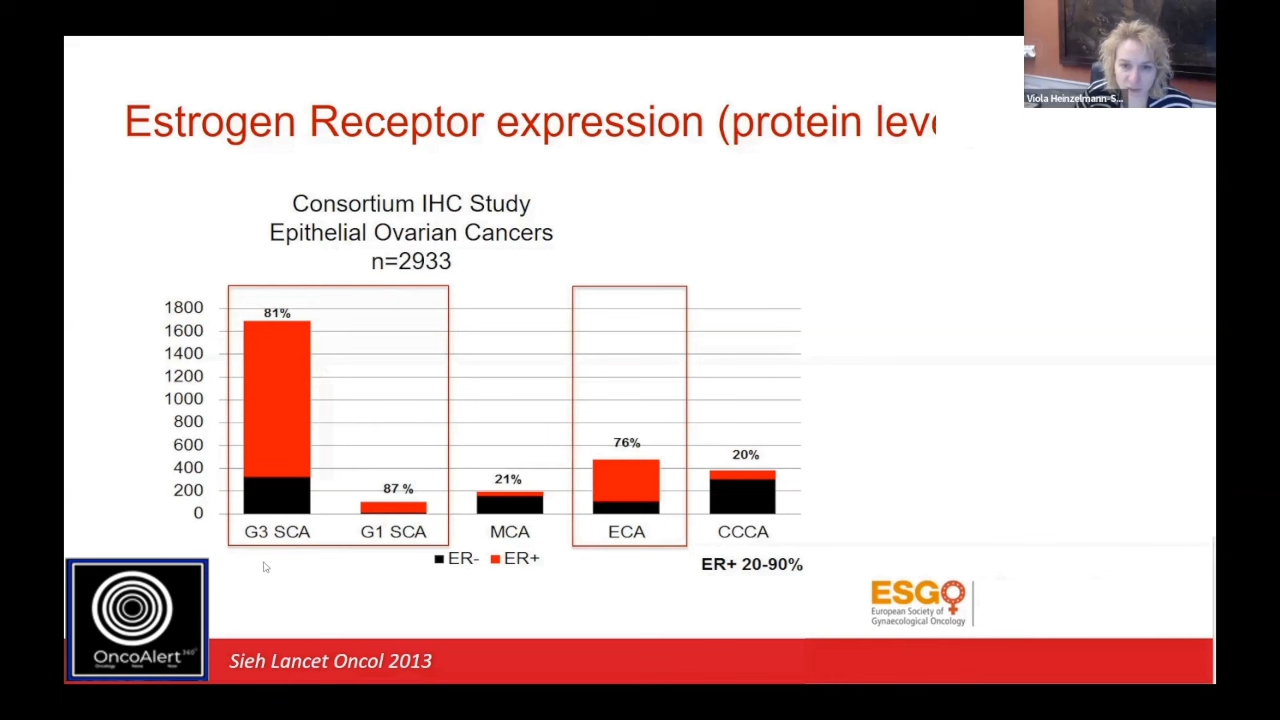 Viola Heinzelmann-S...
Estrogen Receptor expression (protein leve
Consortium IHC Study
Epithelial Ovarian Cancers
n=2933
1800
1600
1400
1200
1000
800
600
400
200
0
81%
87 %
21%
76%
20%
G3 SCA
G1 SCA
MCA
ECA
CCCA
ER- ER+
ER+ 20-90%
ESGO
European Society of
Gynaecological Oncology
OncoAlert 360°
Sieh Lancet Oncol 2013